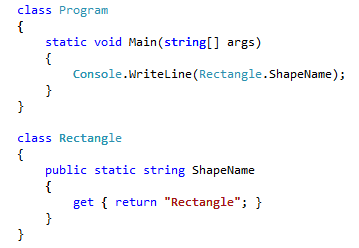 class Program
{
    static void Main(string[] args)
    {
        Console.WriteLine(Rectangle.ShapeName);
    }
}

class Rectangle
{
    public static string ShapeName
    {
        get { return "Rectangle"; }
    }
}